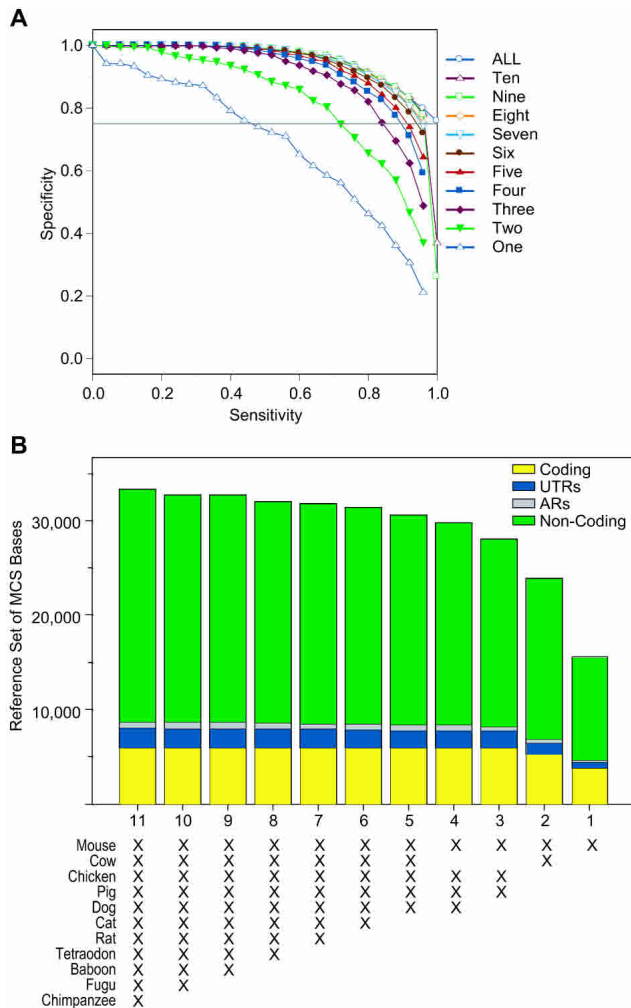 A
1.0
0.8
0.6
0.4
0.2
0.0
Specificity
0.0 0.2 0.4 0.6 0.8 1.0
Sensitivity
ALL
Ten
Nine
Eight
Seven
Six
Five
Four
Three
Two
One
B
Coding
UTRs
ARs
Non-Coding
30,000
20,000
10,000
Reference Set of MCS Bases
11 10 9 8 7 6 5 4 3 2 1
Mouse X X X X X X X X X X X
Cow X X X X X X X X
Chicken X X X X X X X X X
Pig X X X X X X X X X
Dog X X X X X X X X
Cat X X X X X X
Rat X X X X X
Tetraodon X X X X
Baboon X X X
Fugu X X
Chimpanzee X